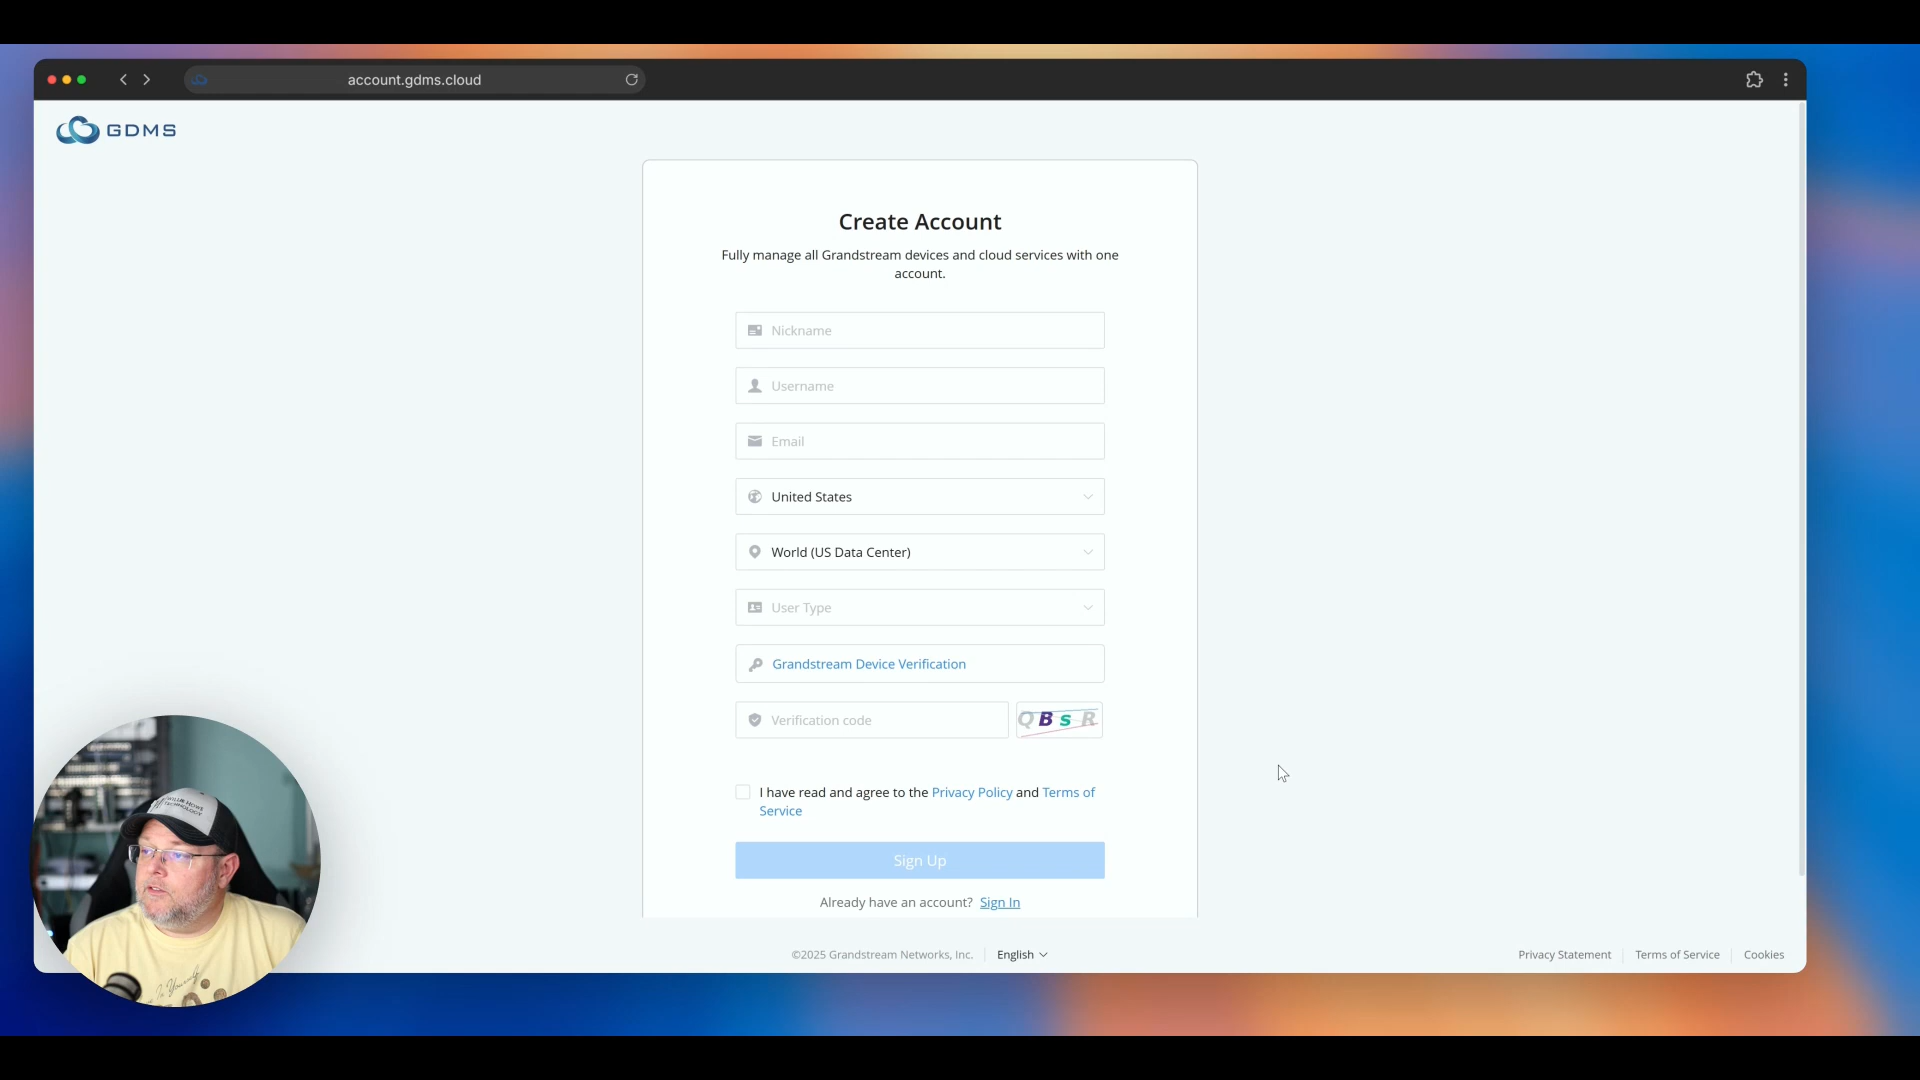 account.gdms.cloud
GDMS
Create Account
Fully manage all Grandstream devices and cloud services with one
account.
Nickname
Username
Email
United States
World (US Data Center)
User Type
Grandstream Device Verification
Verification code
QBsR
I have read and agree to the Privacy Policy and Terms of
Service
Sign Up
Already have an account? Sign In
©2025 Grandstream Networks, Inc.
English
Privacy Statement
Terms of Service
Cookies
WILLIE HOWE
TECHNOLOGY